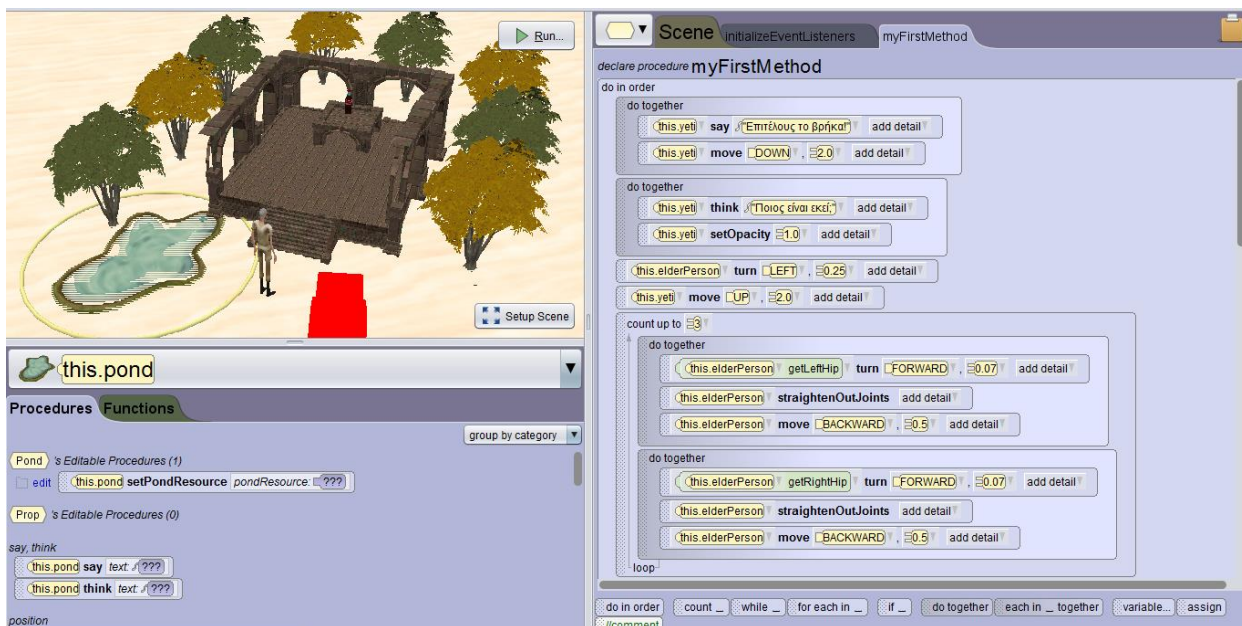 Run...
Setup Scene
this.pond
Procedures Functions
group by category
Pond 's Editable Procedures (1)
edit this.pond setPondResource pondResource: ???
Prop 's Editable Procedures (0)
say, think
this.pond say text: ???
this.pond think text: ???
position
Scene initializeEventListeners myFirstMethod
declare procedure myFirstMethod
do in order
do together
this.yeti say "Επιτέλους το βρήκα!" add detail
this.yeti move DOWN , 2.0 add detail
do together
this.yeti think "Ποιος είναι εκεί;" add detail
this.yeti setOpacity 1.0 add detail
this.elderPerson turn LEFT , 0.25 add detail
this.yeti move UP , 2.0 add detail
count up to 3
do together
this.elderPerson getLeftHip turn FORWARD , 0.07 add detail
this.elderPerson straightenOutJoints add detail
this.elderPerson move BACKWARD , 0.5 add detail
do together
this.elderPerson getRightHip turn FORWARD , 0.07 add detail
this.elderPerson straightenOutJoints add detail
this.elderPerson move BACKWARD , 0.5 add detail
loop
do in order count _ while _ for each in _ if _ do together each in _ together variable... assign
//comment